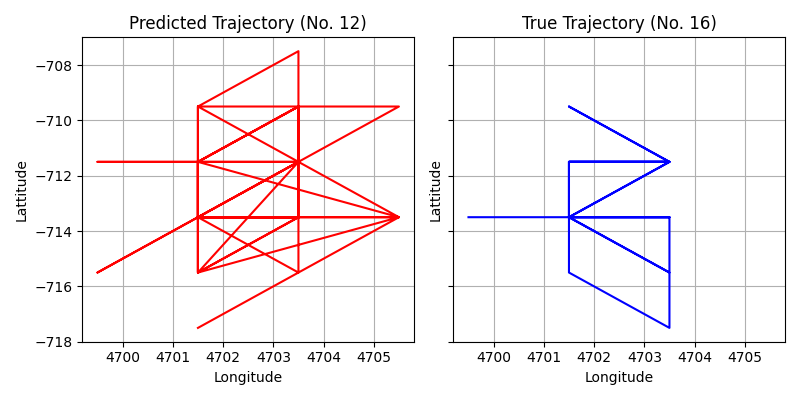 Predicted Trajectory (No. 12)
True Trajectory (No. 16)
Lattitude
−708
−710
−712
−714
−716
−718
4700 4701 4702 4703 4704 4705
Longitude
Lattitude
4700 4701 4702 4703 4704 4705
Longitude